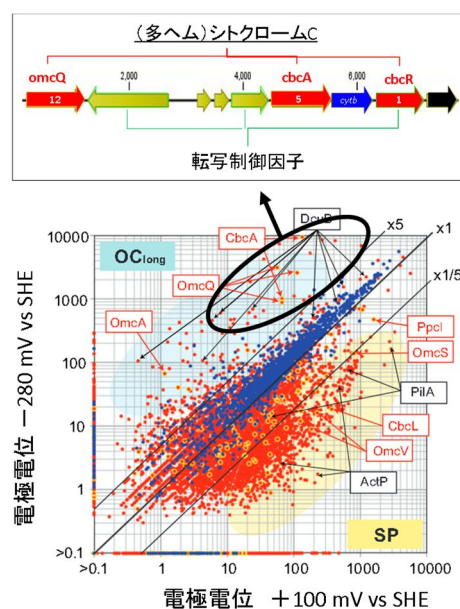 (多ヘム)シトクロームC
omcQ
cbcA
cbcR
2,000
4,000
6,000
12
5
cytb
1
転写制御因子
DcuB
x5
x1
x1/5
CbcA
OC long
OmcQ
OmcA
PpcI
OmcS
PilA
CbcL
OmcV
ActP
SP
10000
10000
1000
100
10
1
>0.1
>0.1
1
10
100
1000
10000
電極電位 -280 mV vs SHE
電極電位 +100 mV vs SHE